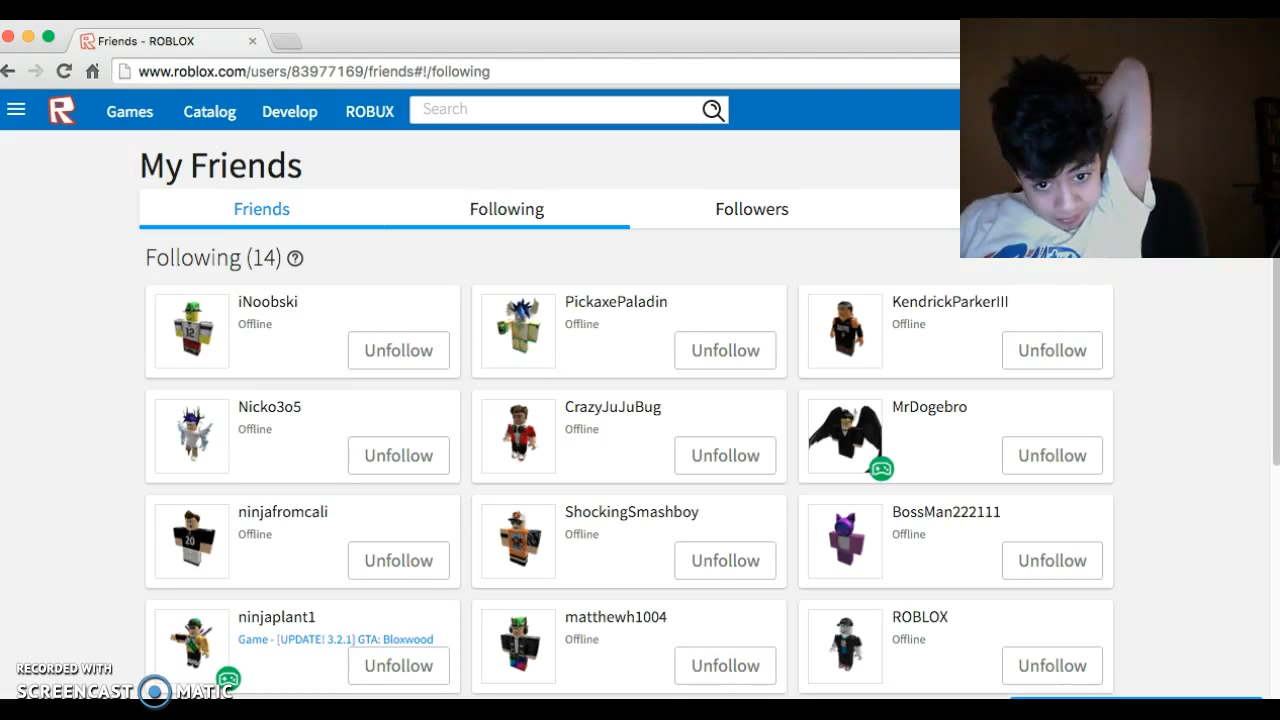 Friends - ROBLOX
www.roblox.com/users/83977169/friends#!/following
Games Catalog Develop ROBUX Search
My Friends
Friends Following Followers
Following (14)
iNoobski
Offline
Unfollow
PickaxePaladin
Offline
Unfollow
KendrickParkerIII
Offline
Unfollow
Nicko3o5
Offline
Unfollow
CrazyJuJuBug
Offline
Unfollow
MrDogebro
Offline
Unfollow
ninjafromcali
Offline
Unfollow
ShockingSmashboy
Offline
Unfollow
BossMan222111
Offline
Unfollow
ninjaplant1
Game - [UPDATE! 3.2.1] GTA: Bloxwood
Unfollow
matthewh1004
Offline
Unfollow
ROBLOX
Offline
Unfollow
RECORDED WITH
SCREENCAST MATIC